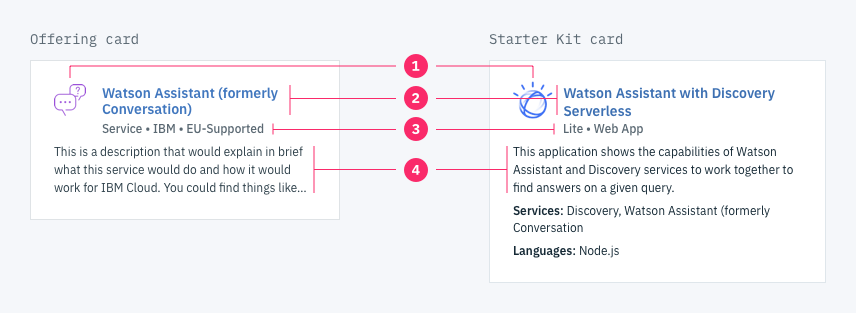 Offering card
Starter Kit card
1
Watson Assistant (formerly
Conversation)
2
Watson Assistant with Discovery
Serverless
Service • IBM • EU-Supported
3
Lite • Web App
This is a description that would explain in brief
what this service would do and how it would
work for IBM Cloud. You could find things like...
4
This application shows the capabilities of Watson
Assistant and Discovery services to work together to
find answers on a given query.
Services: Discovery, Watson Assistant (formerly
Conversation
Languages: Node.js